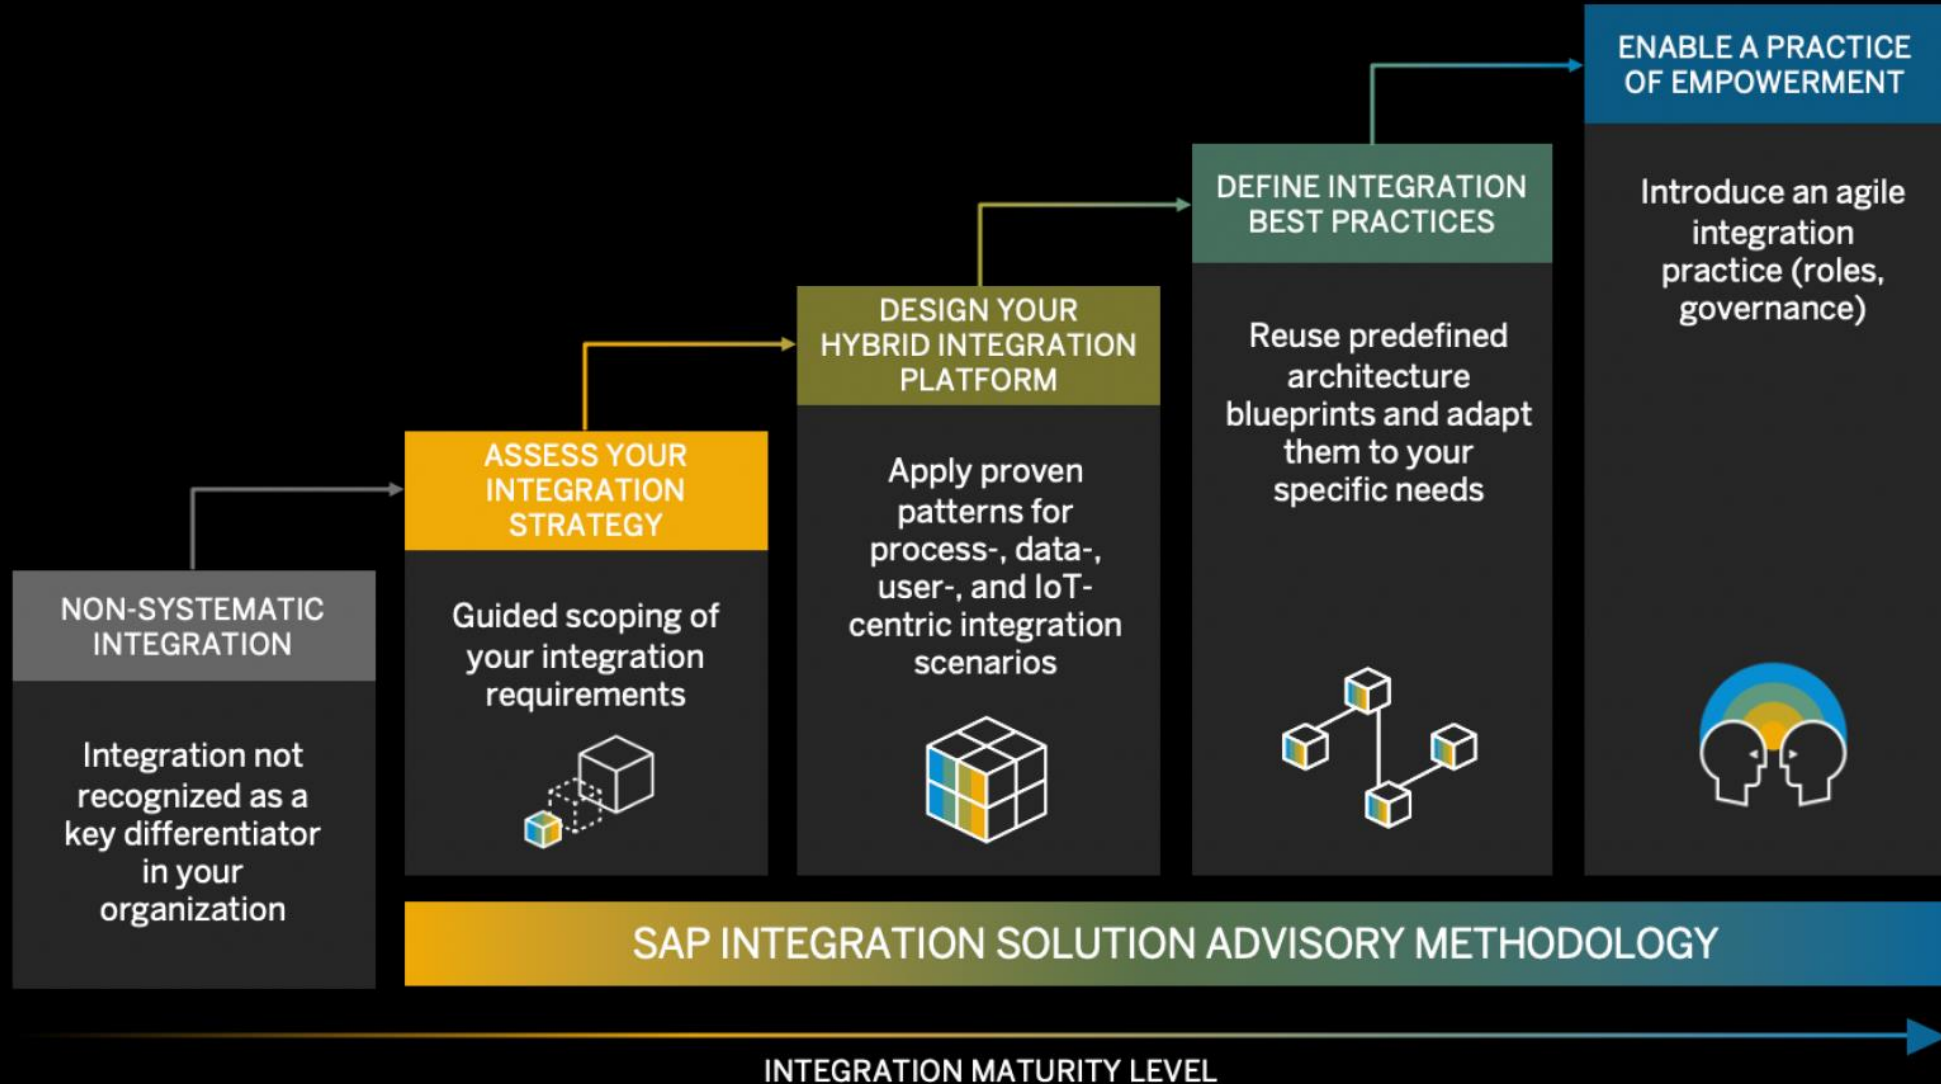 NON-SYSTEMATIC
INTEGRATION
Integration not
recognized as a
key differentiator
in your
organization
ASSESS YOUR
INTEGRATION
STRATEGY
Guided scoping of
your integration
requirements
DESIGN YOUR
HYBRID INTEGRATION
PLATFORM
Apply proven
patterns for
process-, data-,
user-, and IoT-
centric integration
scenarios
DEFINE INTEGRATION
BEST PRACTICES
Reuse predefined
architecture
blueprints and adapt
them to your
specific needs
ENABLE A PRACTICE
OF EMPOWERMENT
Introduce an agile
integration
practice (roles,
governance)
SAP INTEGRATION SOLUTION ADVISORY METHODOLOGY
INTEGRATION MATURITY LEVEL